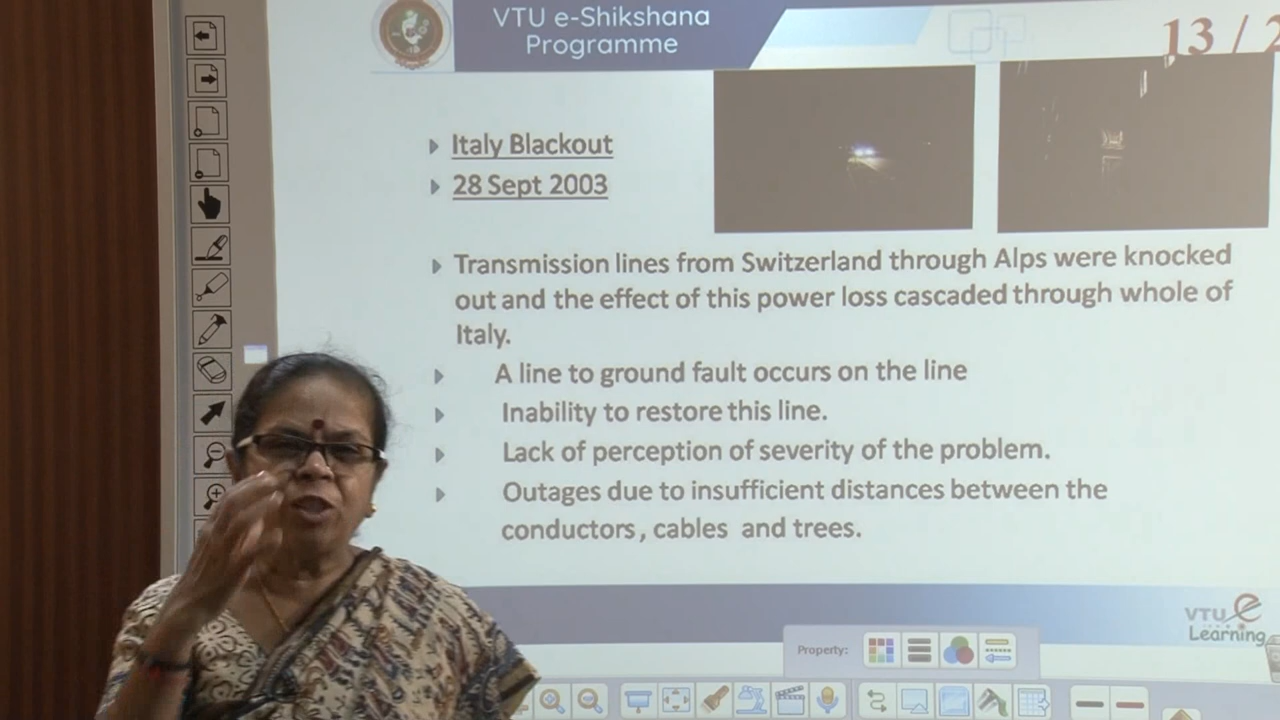 VTU e-Shikshana
Programme
13 / 2
Italy Blackout
28 Sept 2003
Transmission lines from Switzerland through Alps were knocked
out and the effect of this power loss cascaded through whole of
Italy.
A line to ground fault occurs on the line
Inability to restore this line.
Lack of perception of severity of the problem.
Outages due to insufficient distances between the
conductors, cables and trees.
VTU e
Learning
Property: